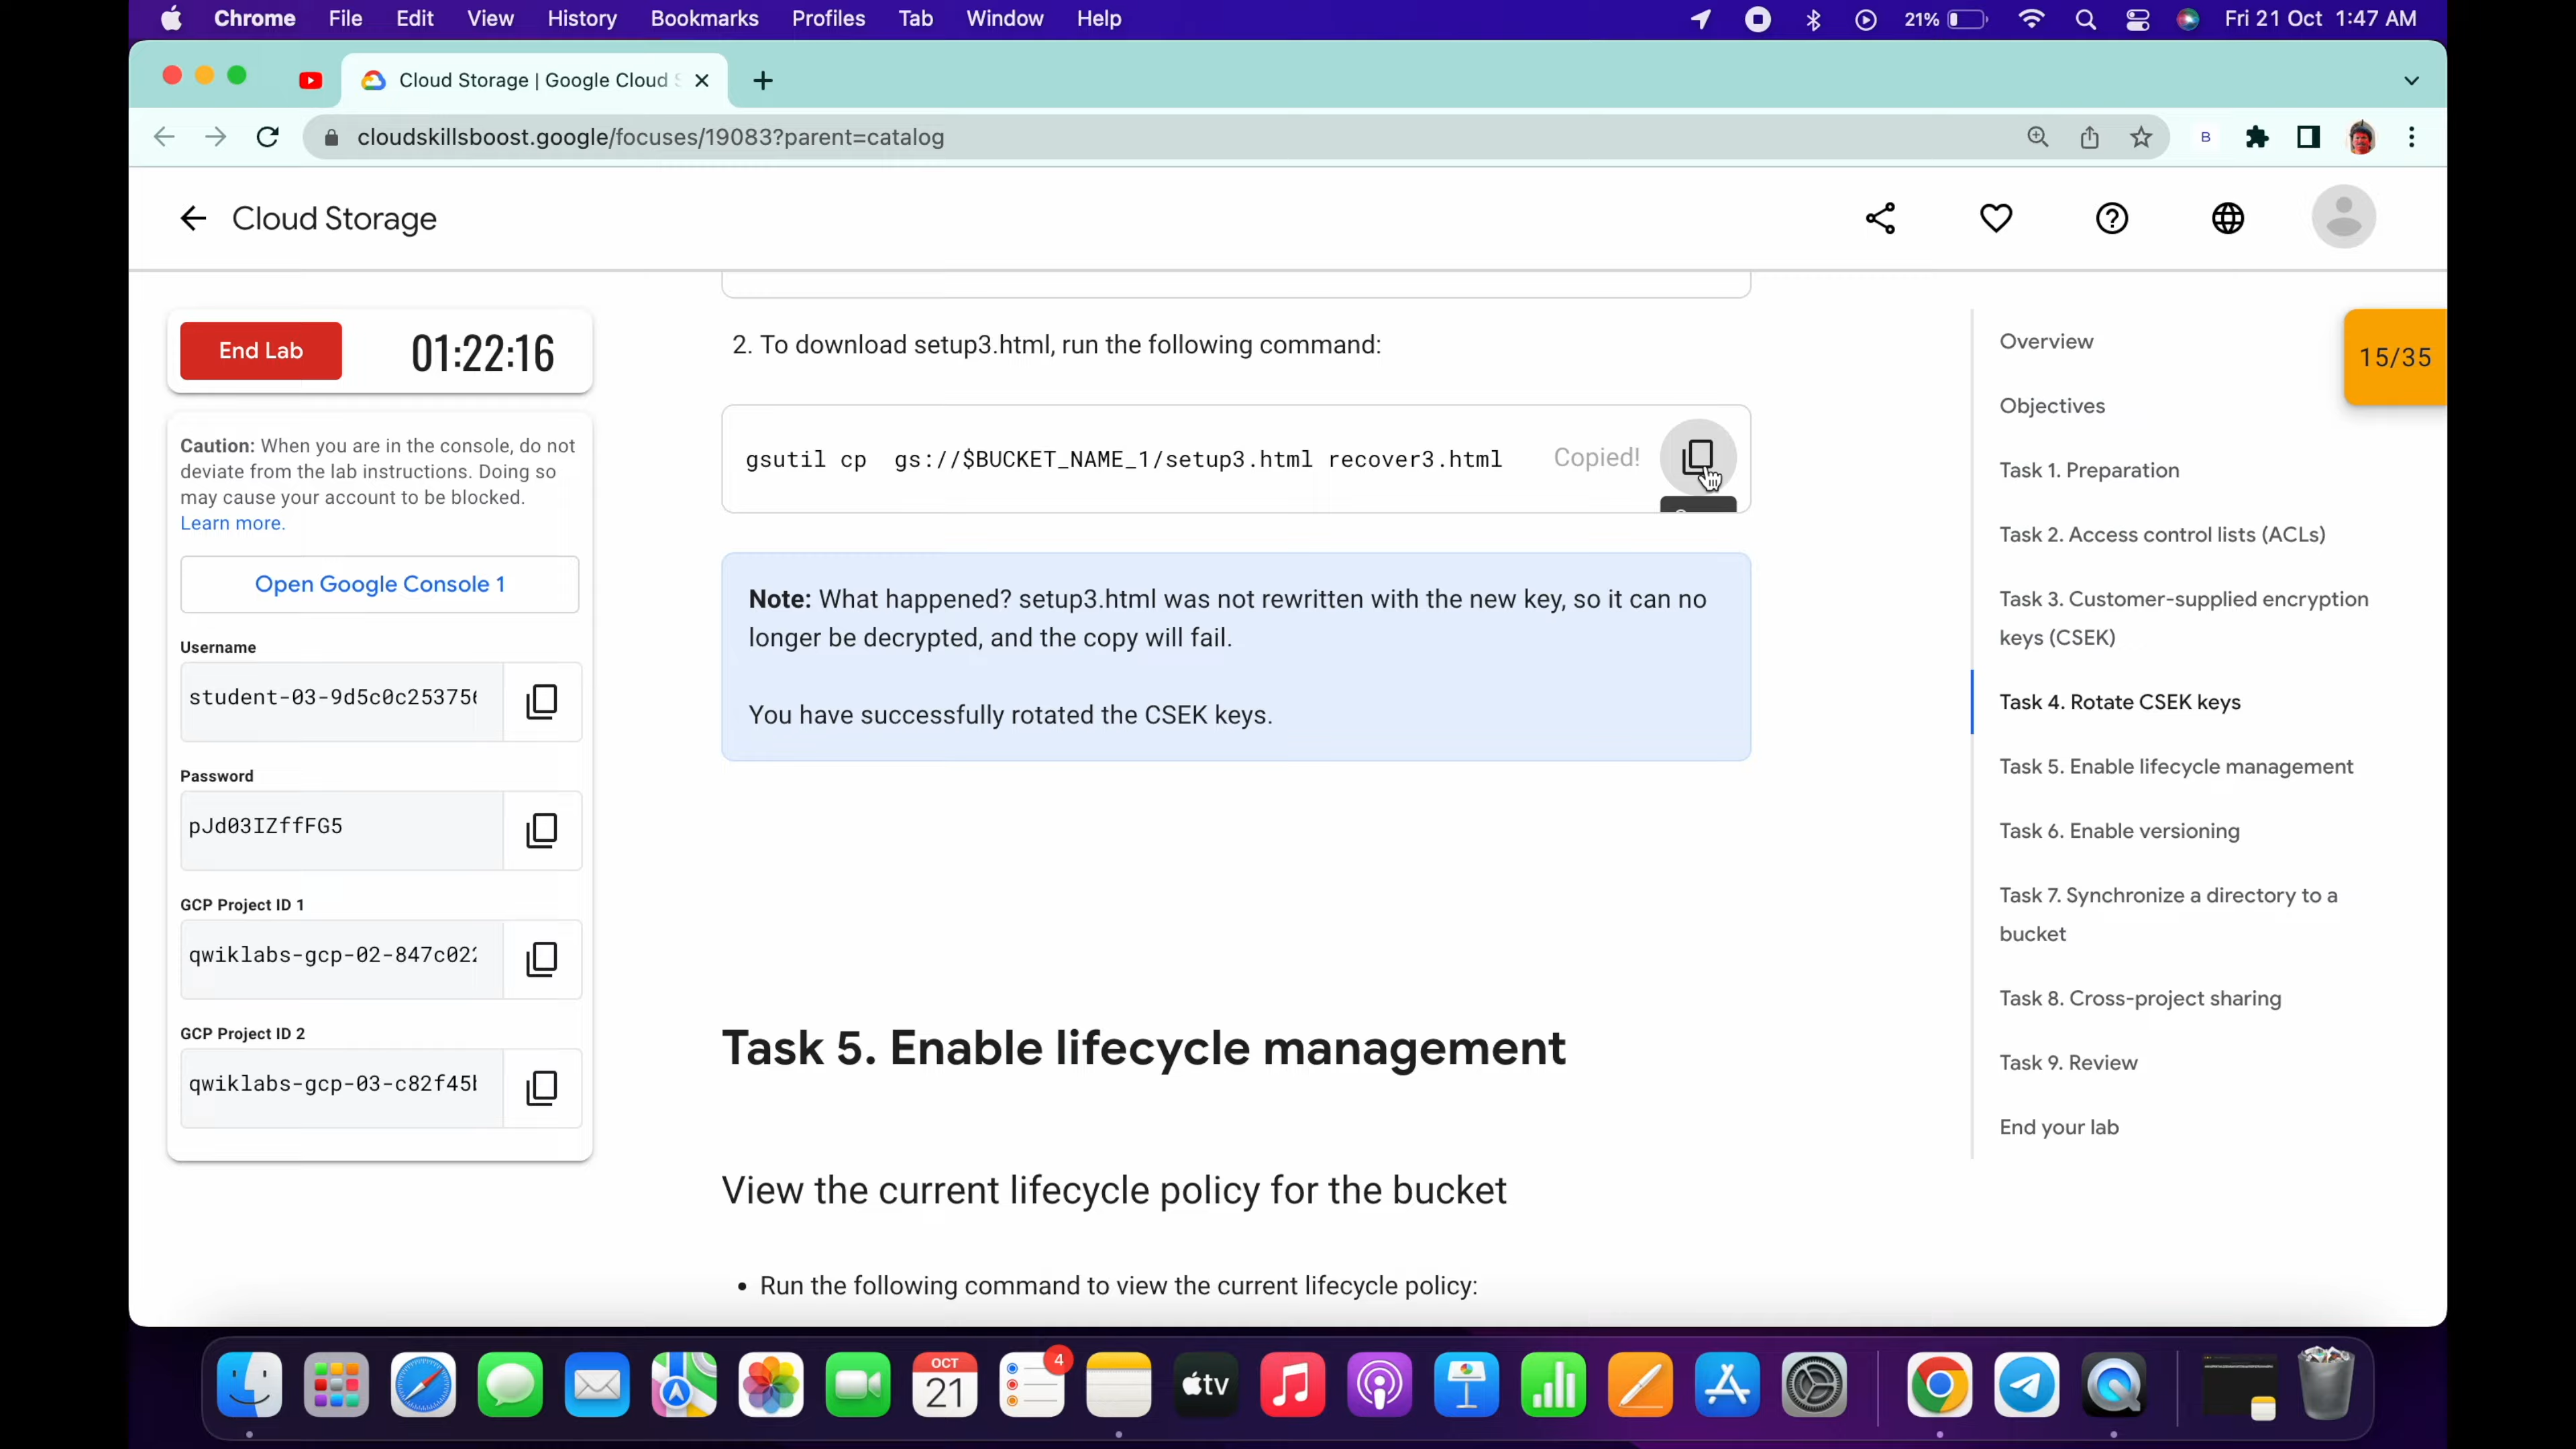 Chrome File Edit View History Bookmarks Profiles Tab Window Help 21% Fri 21 Oct 1:47 AM
Cloud Storage | Google Cloud
cloudskillsboost.google/focuses/19083?parent=catalog
B
Cloud Storage
End Lab
01:22:16
Caution: When you are in the console, do not
deviate from the lab instructions. Doing so
may cause your account to be blocked.
Learn more.
Open Google Console 1
Username
student-03-9d5c0c253756
Password
pJd03IZffFG5
GCP Project ID 1
qwiklabs-gcp-02-847c022
GCP Project ID 2
qwiklabs-gcp-03-c82f45b
2. To download setup3.html, run the following command:
gsutil cp  gs://$BUCKET_NAME_1/setup3.html recover3.html
Copied!
Note: What happened? setup3.html was not rewritten with the new key, so it can no
longer be decrypted, and the copy will fail.
You have successfully rotated the CSEK keys.
Task 5. Enable lifecycle management
View the current lifecycle policy for the bucket
• Run the following command to view the current lifecycle policy:
Overview
Objectives
Task 1. Preparation
Task 2. Access control lists (ACLs)
Task 3. Customer-supplied encryption
keys (CSEK)
Task 4. Rotate CSEK keys
Task 5. Enable lifecycle management
Task 6. Enable versioning
Task 7. Synchronize a directory to a
bucket
Task 8. Cross-project sharing
Task 9. Review
End your lab
15/35
OCT
21
4
tv